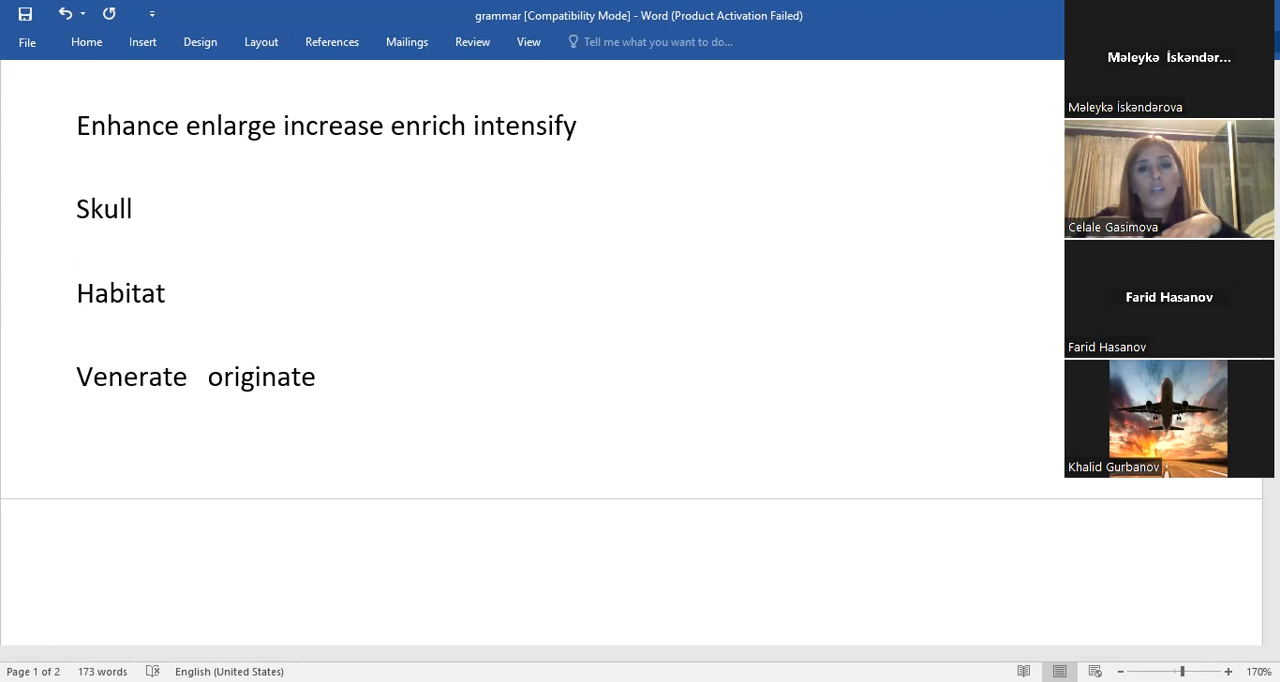 grammar [Compatibility Mode] - Word (Product Activation Failed)
File Home Insert Design Layout References Mailings Review View Tell me what you want to do...
Enhance enlarge increase enrich intensify
Skull
Habitat
Venerate originate
Məleykə İskəndər...
Məleykə İskəndərova
Celale Gasimova
Farid Hasanov
Farid Hasanov
Khalid Gurbanov
Page 1 of 2 173 words English (United States) 170%